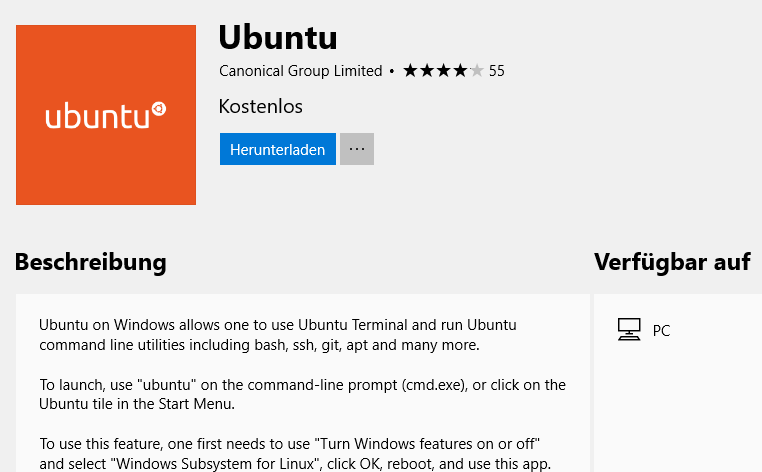 ubuntu
Ubuntu
Canonical Group Limited • 55
Kostenlos
Herunterladen ...
Beschreibung
Verfügbar auf
Ubuntu on Windows allows one to use Ubuntu Terminal and run Ubuntu
command line utilities including bash, ssh, git, apt and many more.
To launch, use "ubuntu" on the command-line prompt (cmd.exe), or click on the
Ubuntu tile in the Start Menu.
To use this feature, one first needs to use "Turn Windows features on or off"
and select "Windows Subsystem for Linux", click OK, reboot, and use this app.
PC